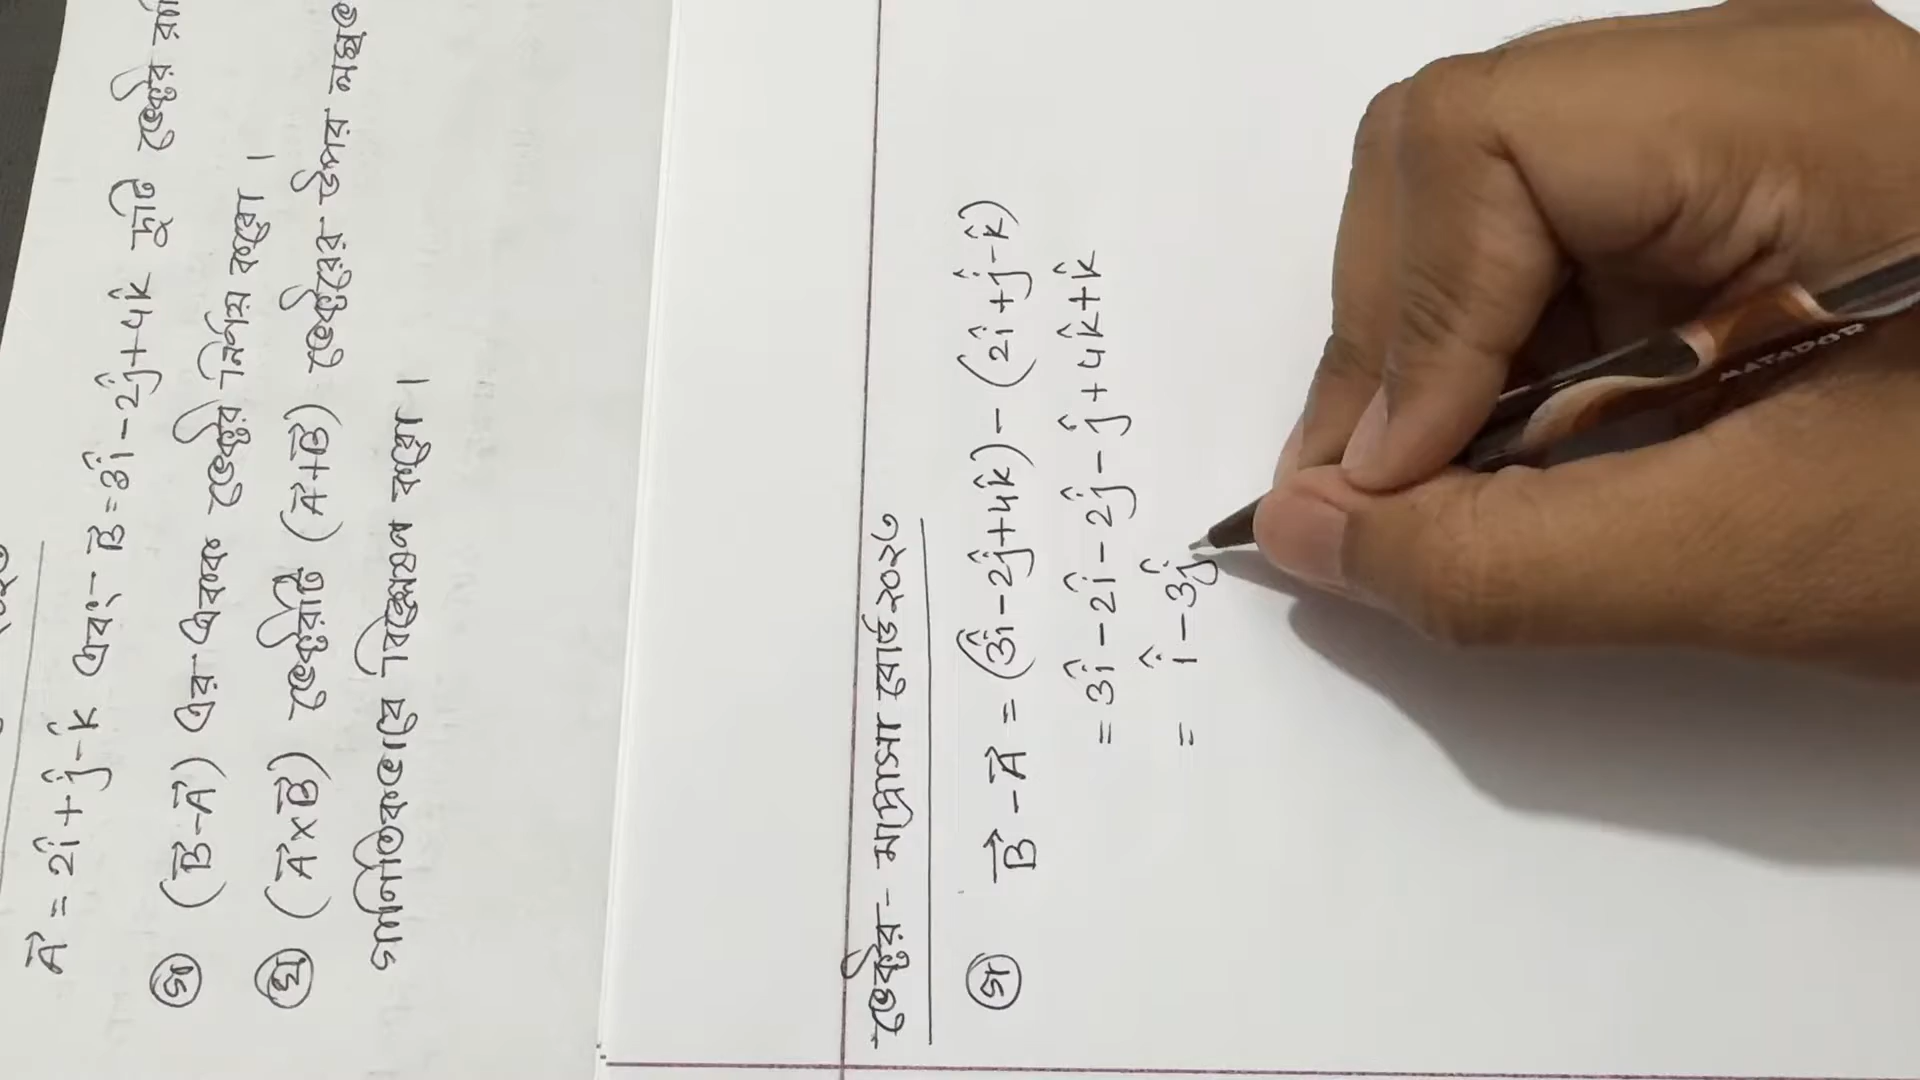 A⃗ = 2î + ĵ - k̂ এবং B⃗ = 3î - 2ĵ + 4k̂ দুটি ভেক্টর
গ (B⃗ - A⃗) এর একক ভেক্টর নির্ণয় করো।
ঘ (A⃗ × B⃗) ভেক্টরটি (A⃗ + B⃗) ভেক্টরের উপর লম্ব
গাণিতিকভাবে বিশ্লেষণ করো।
ভেক্টর - মাদ্রাসা বোর্ড ২০২৩
গ B⃗ - A⃗ = (3î - 2ĵ + 4k̂) - (2î + ĵ - k̂)
= 3î - 2î - 2ĵ - ĵ + 4k̂ + k̂
= î - 3ĵ
MATADOR